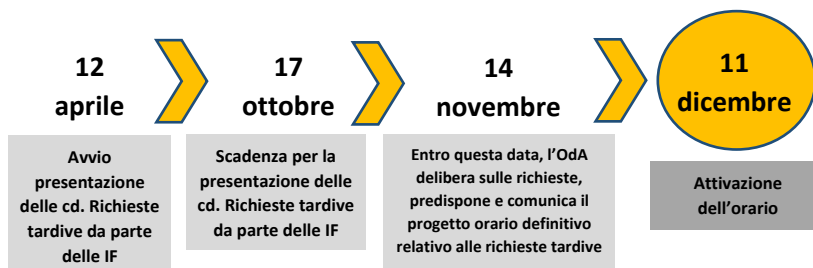 12
aprile
17
ottobre
14
novembre
11
dicembre
Avvio
presentazione
delle cd. Richieste
tardive da parte
delle IF
Scadenza per la
presentazione delle
cd. Richieste tardive
da parte delle IF
Entro questa data, l'OdA
delibera sulle richieste,
predispone e comunica il
progetto orario definitivo
relativo alle richieste tardive
Attivazione
dell'orario